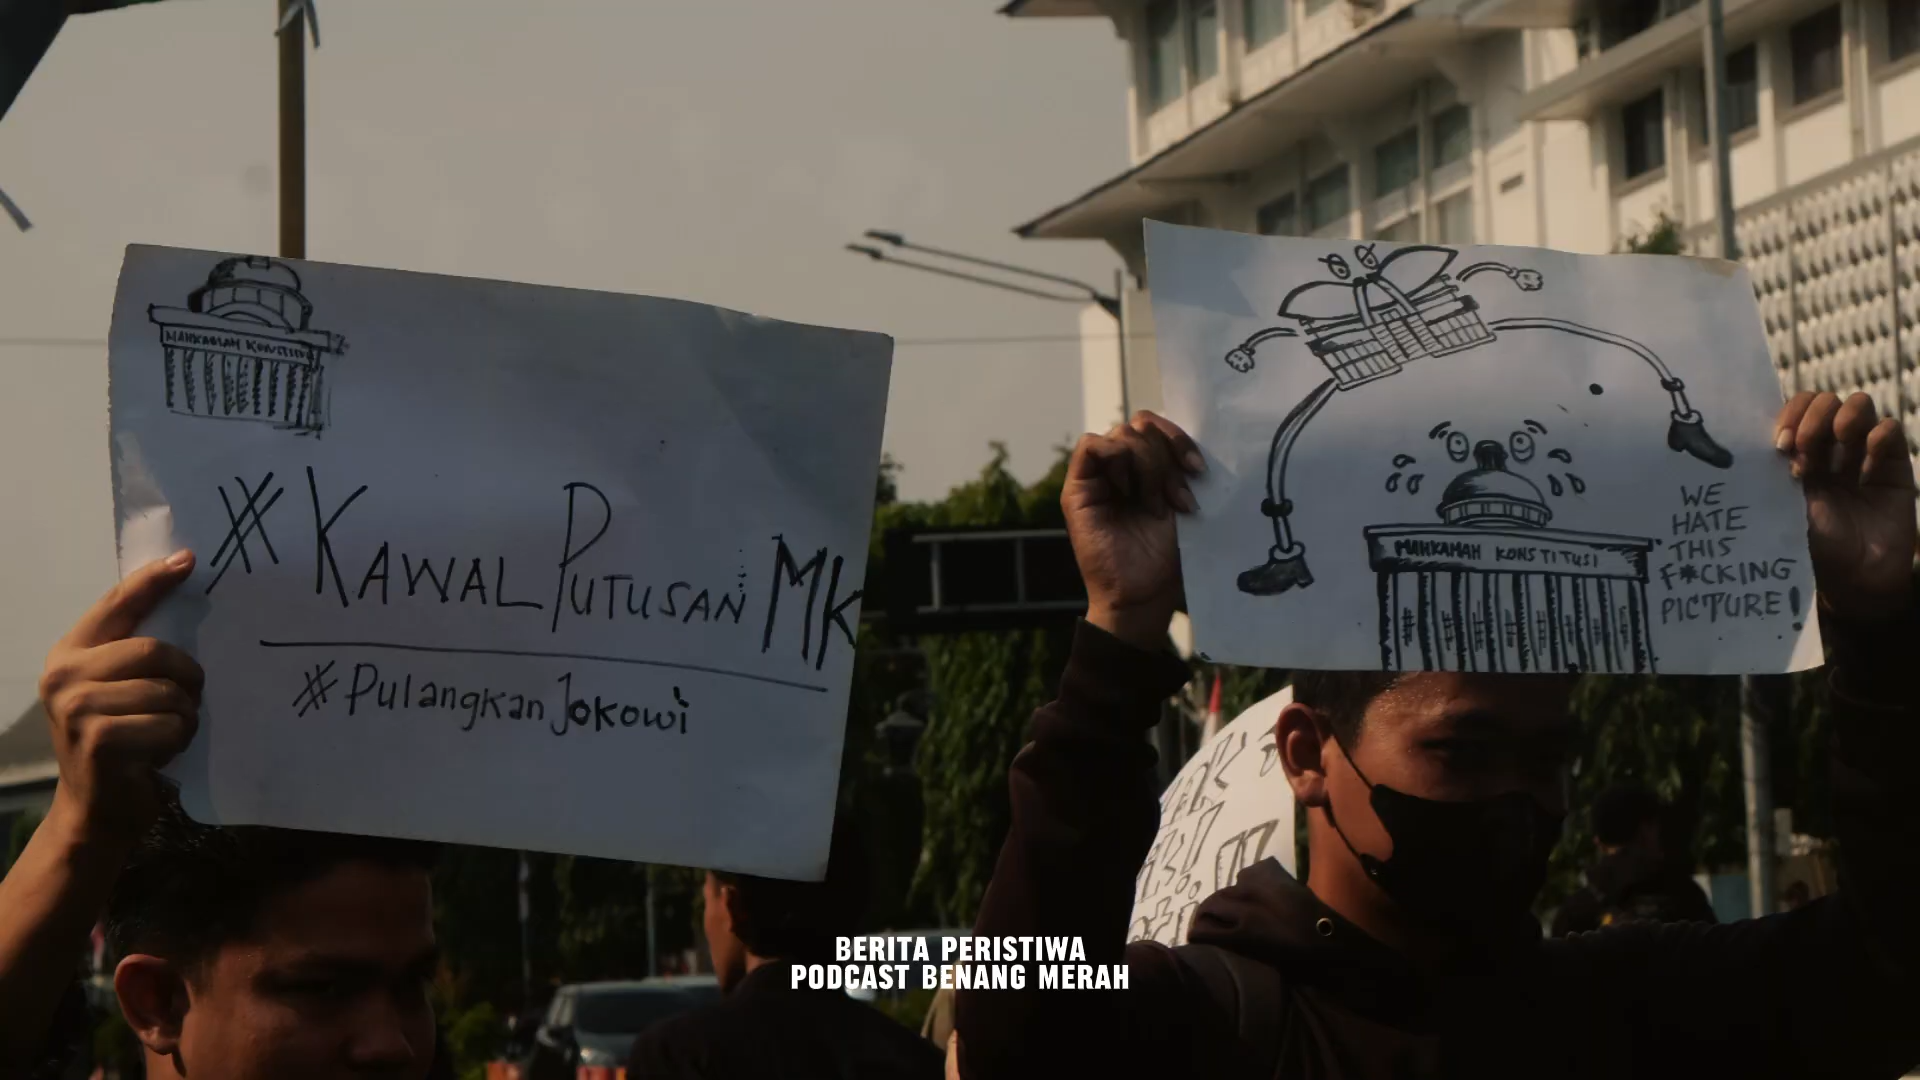 MAHKAMAH KONSTITUSI
#KAWAL PUTUSAN MK
#PulangkanJokowi
MAHKAMAH KONSTITUSI
WE
HATE
THIS
F*CKING
PICTURE!
BERITA PERISTIWA
PODCAST BENANG MERAH